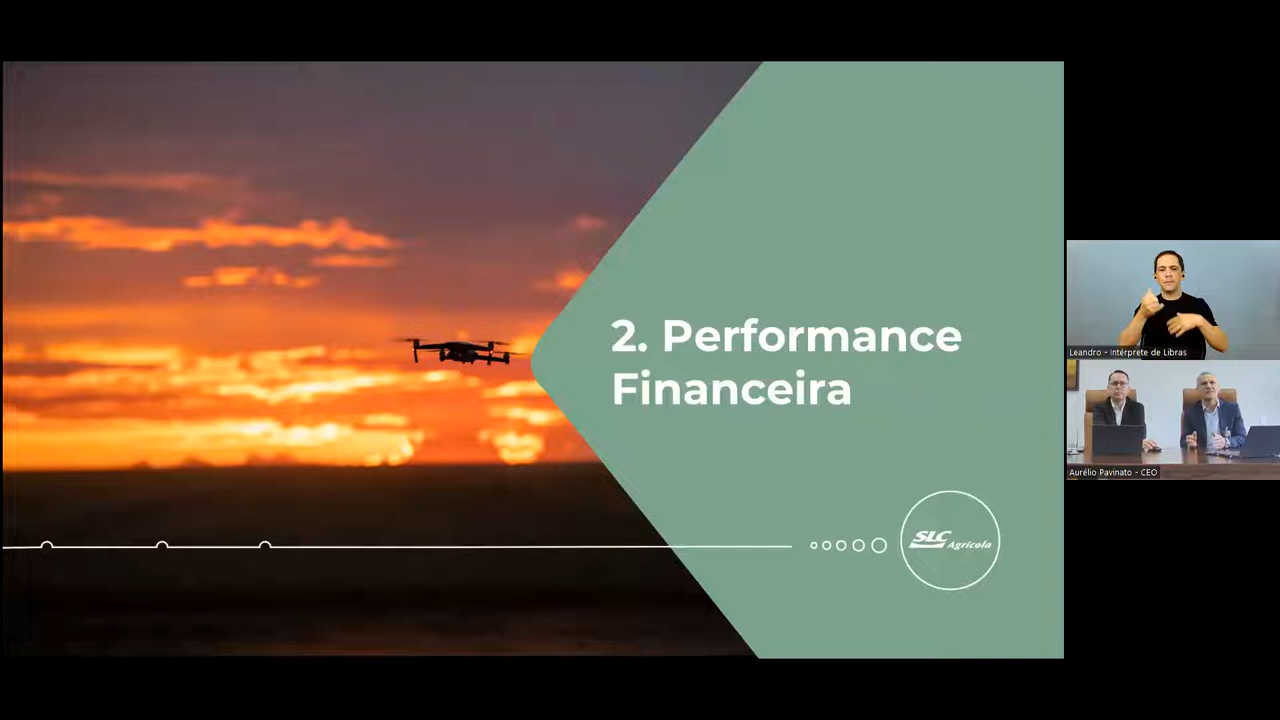 2. Performance
Financeira
SLC
Agrícola
Leandro - Intérprete de Libras
Aurélio Pavinato - CEO